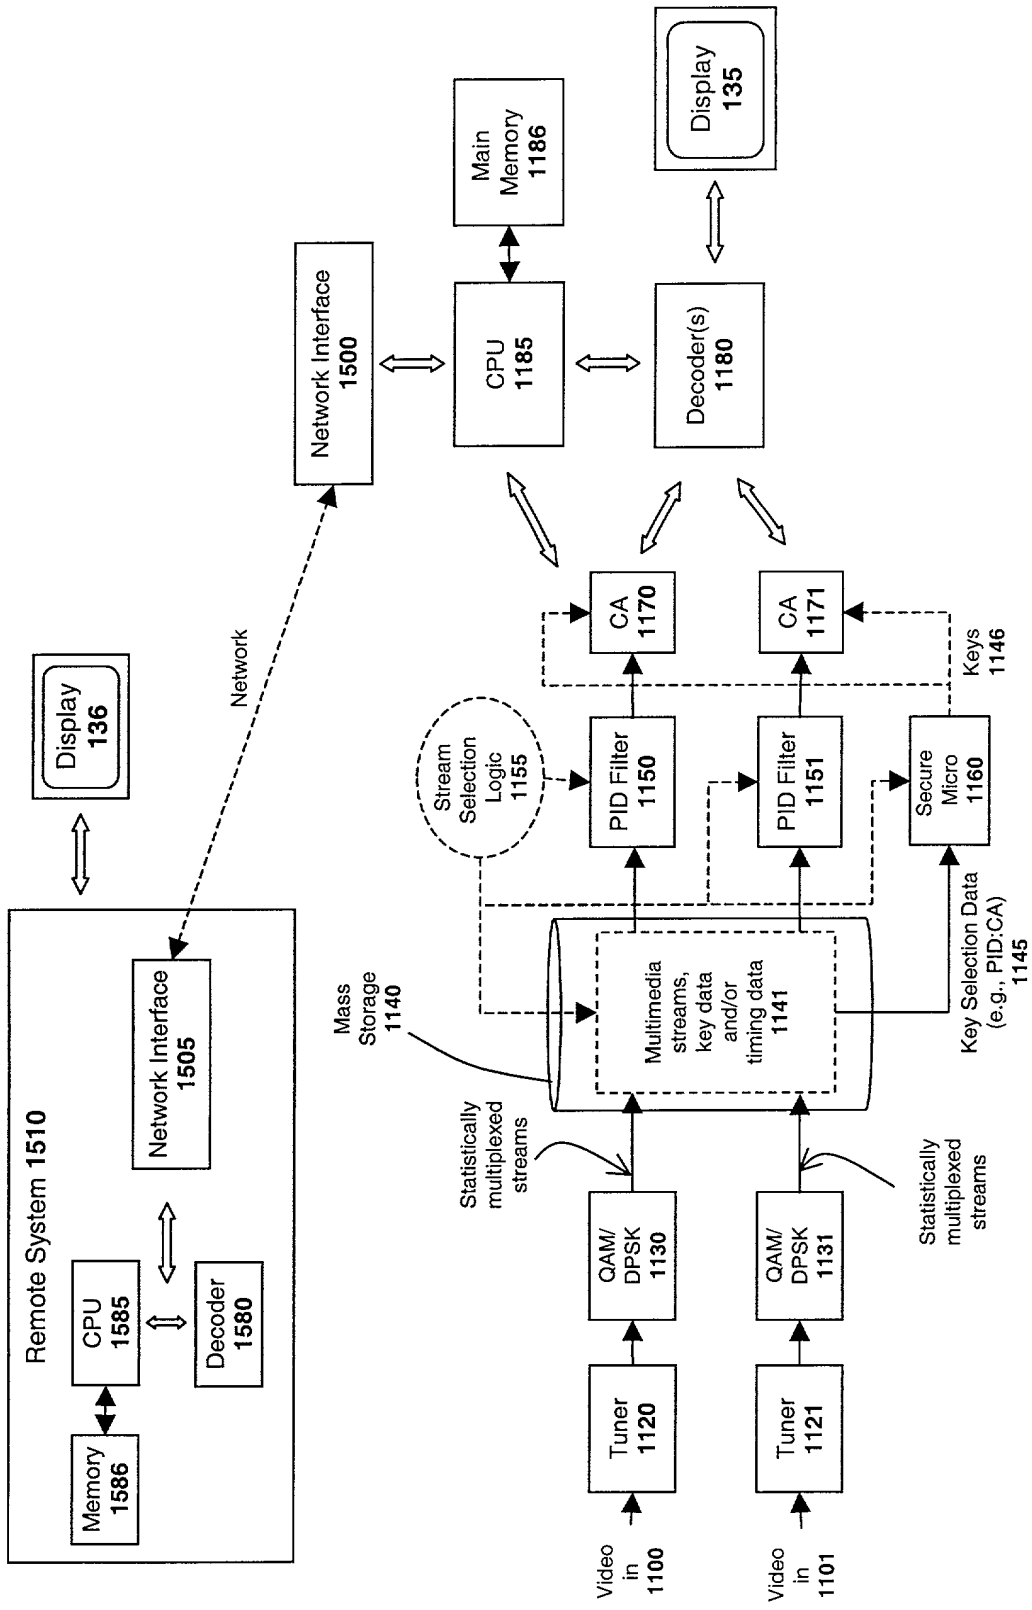 Remote System 1510
Memory
1586
CPU
1585
Decoder
1580
Network Interface
1505
Display
136
Network
Network Interface
1500
CPU
1185
Main
Memory
1186
Decoder(s)
1180
Display
135
Video
in
1100
Tuner
1120
QAM/
DPSK
1130
Statistically
multiplexed
streams
Mass
Storage
1140
Multimedia
streams,
key data
and/or
timing data
1141
Stream
Selection
Logic
1155
PID Filter
1150
CA
1170
Video
in
1101
Tuner
1121
QAM/
DPSK
1131
Statistically
multiplexed
streams
PID Filter
1151
CA
1171
Key Selection Data
(e.g., PID:CA)
1145
Secure
Micro
1160
Keys
1146